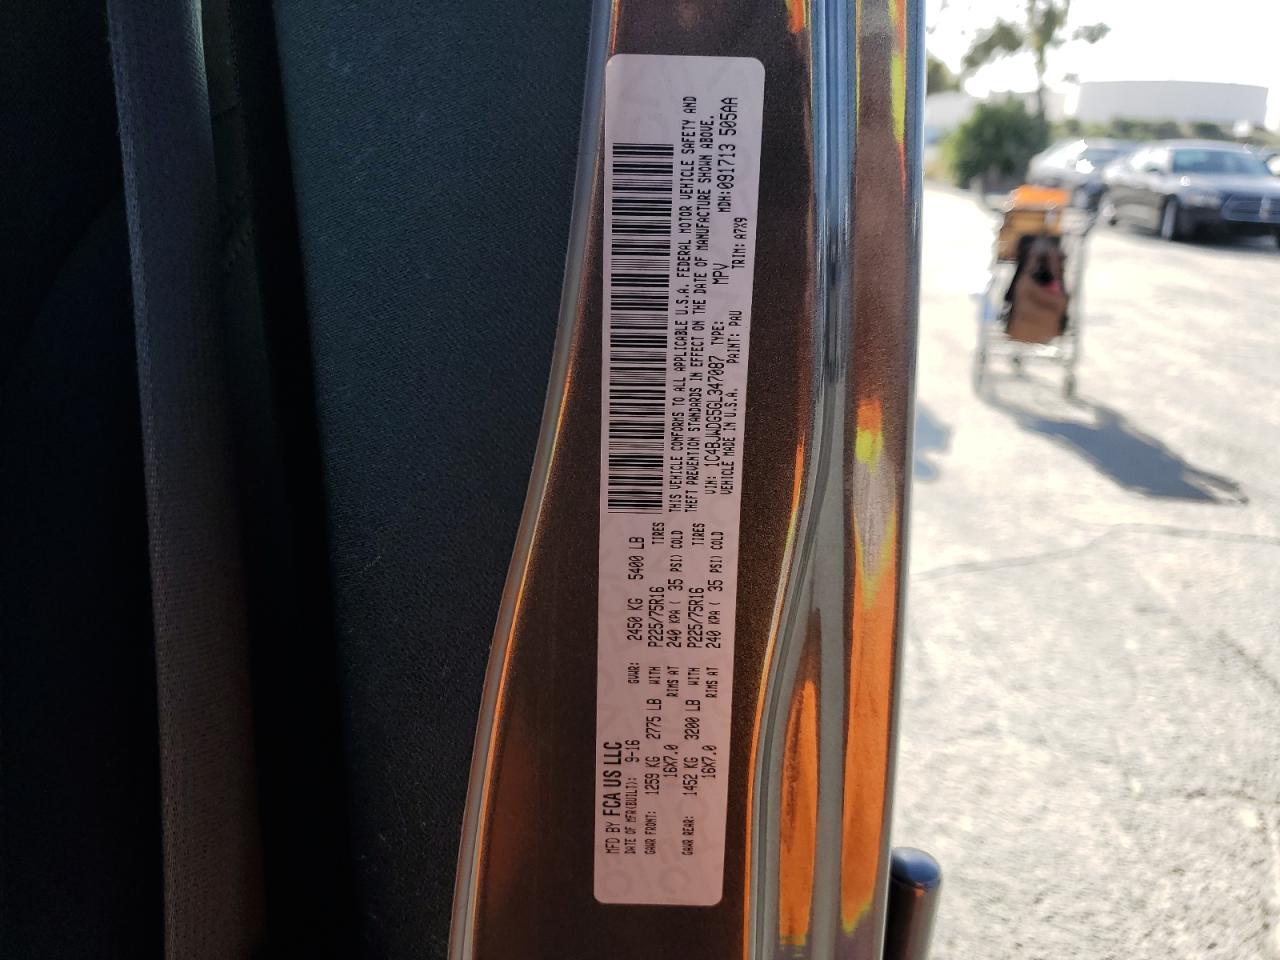 MFD BY FCA US LLC
DATE OF MFR(BUILT): 9-16 GVWR: 2450 KG 5400 LB
GAWR FRONT: 1259 KG 2775 LB WITH P225/75R16 TIRES
16X7.0 RIMS AT 240 KPA ( 35 PSI) COLD
GAWR REAR: 1452 KG 3200 LB WITH P225/75R16 TIRES
16X7.0 RIMS AT 240 KPA ( 35 PSI) COLD
THIS VEHICLE CONFORMS TO ALL APPLICABLE U.S.A. FEDERAL MOTOR VEHICLE SAFETY AND
THEFT PREVENTION STANDARDS IN EFFECT ON THE DATE OF MANUFACTURE SHOWN ABOVE.
VIN: 1C4BJWDG5GL347087 TYPE: MPV MDH:091713 505AA
VEHICLE MADE IN U.S.A. PAINT: PAU TRIM: A7X9